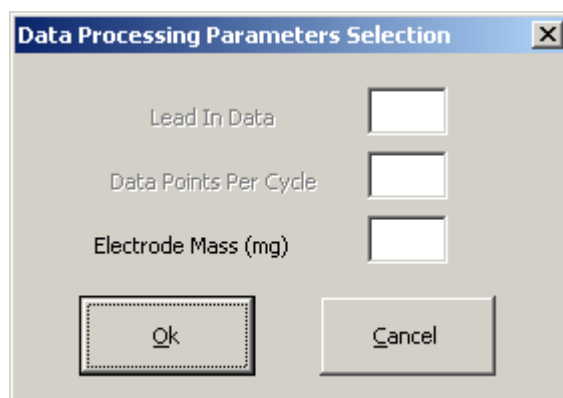 Data Processing Parameters Selection
Lead In Data
Data Points Per Cycle
Electrode Mass (mg)
Ok
Cancel